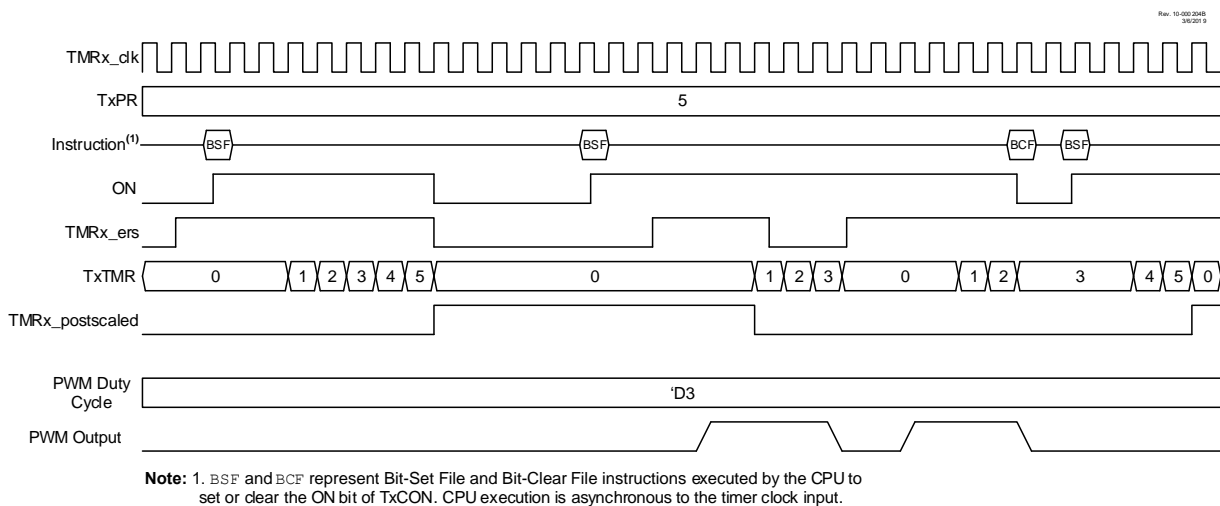 Rev. 10-000 204B
3/6/201 9
TMRx_clk
TxPR
5
Instruction(1)
BSF
BSF
BCF
BSF
ON
TMRx_ers
TxTMR
0
1
2
3
4
5
0
1
2
3
0
1
2
3
4
5
0
TMRx_postscaled
PWM Duty
Cycle
'D3
PWM Output
Note: 1. BSF and BCF represent Bit-Set File and Bit-Clear File instructions executed by the CPU to
set or clear the ON bit of TxCON. CPU execution is asynchronous to the timer clock input.